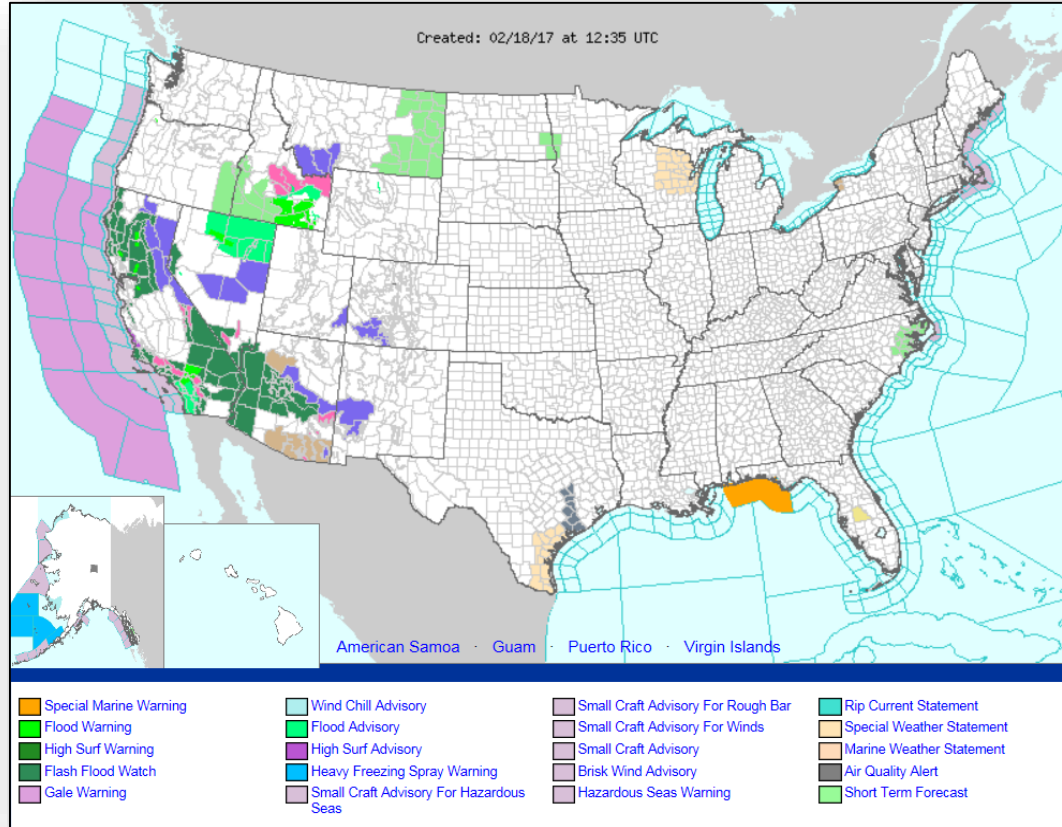 Created: 02/18/17 at 12:35 UTC
American Samoa · Guam · Puerto Rico · Virgin Islands
Special Marine Warning
Flood Warning
High Surf Warning
Flash Flood Watch
Gale Warning
Wind Chill Advisory
Flood Advisory
High Surf Advisory
Heavy Freezing Spray Warning
Small Craft Advisory For Hazardous
Seas
Small Craft Advisory For Rough Bar
Small Craft Advisory For Winds
Small Craft Advisory
Brisk Wind Advisory
Hazardous Seas Warning
Rip Current Statement
Special Weather Statement
Marine Weather Statement
Air Quality Alert
Short Term Forecast